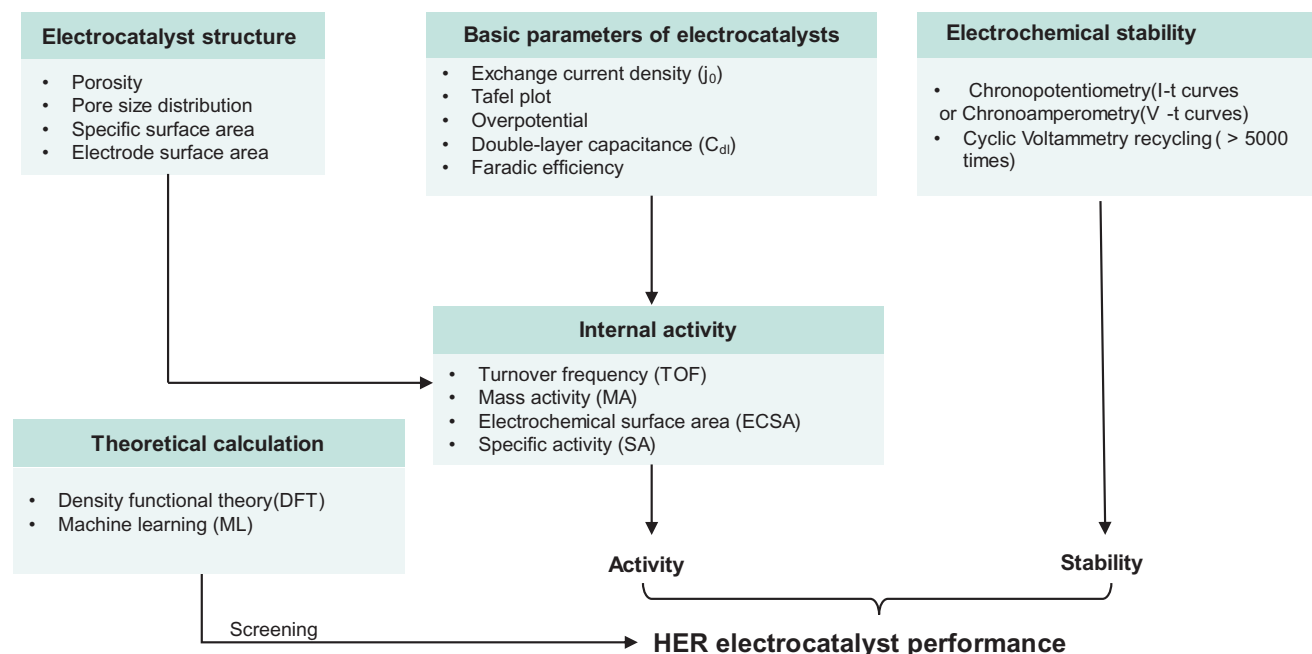 Electrocatalyst structure
• Porosity
• Pore size distribution
• Specific surface area
• Electrode surface area
Basic parameters of electrocatalysts
• Exchange current density (j₀)
• Tafel plot
• Overpotential
• Double-layer capacitance (C_dl)
• Faradic efficiency
Electrochemical stability
• Chronopotentiometry(I-t curves
or Chronoamperometry(V -t curves)
• Cyclic Voltammetry recycling( > 5000
times)
Internal activity
• Turnover frequency (TOF)
• Mass activity (MA)
• Electrochemical surface area (ECSA)
• Specific activity (SA)
Theoretical calculation
• Density functional theory(DFT)
• Machine learning (ML)
Activity
Stability
Screening
HER electrocatalyst performance